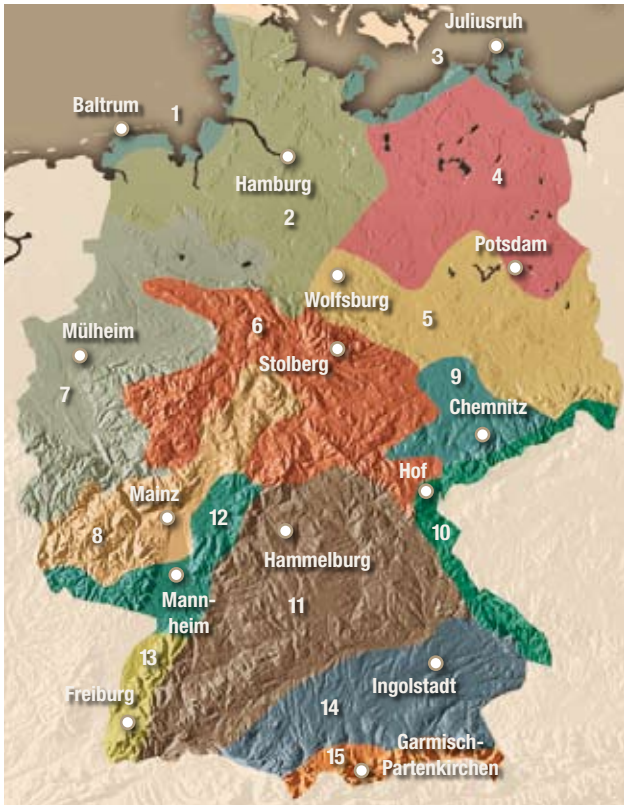 Juliusruh
3
Baltrum
1
Hamburg
4
2
Potsdam
Wolfsburg
5
6
Mülheim
Stolberg
7
9
Chemnitz
Hof
Mainz
12
8
10
Hammelburg
Mann-
heim
11
13
Ingolstadt
Freiburg
14
15
Garmisch-
Partenkirchen